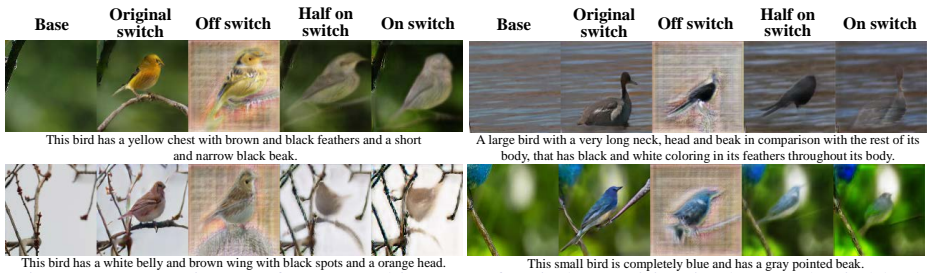 Base Original switch Off switch Half on switch On switch
Base Original switch Off switch Half on switch On switch
This bird has a yellow chest with brown and black feathers and a short
and narrow black beak.
A large bird with a very long neck, head and beak in comparison with the rest of its
body, that has black and white coloring in its feathers throughout its body.
This bird has a white belly and brown wing with black spots and a orange head.
This small bird is completely blue and has a gray pointed beak.